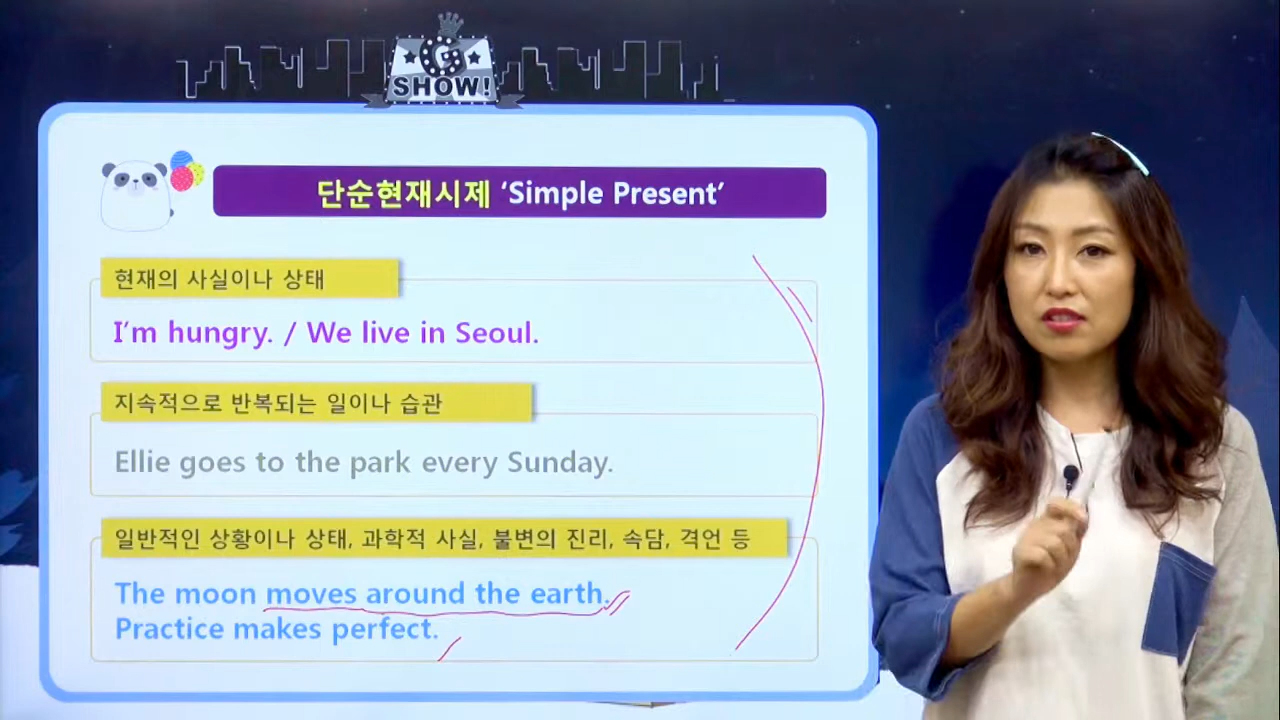 G
SHOW!
단순현재시제 ‘Simple Present’
현재의 사실이나 상태
I’m hungry. / We live in Seoul.
지속적으로 반복되는 일이나 습관
Ellie goes to the park every Sunday.
일반적인 상황이나 상태, 과학적 사실, 불변의 진리, 속담, 격언 등
The moon moves around the earth.
Practice makes perfect.